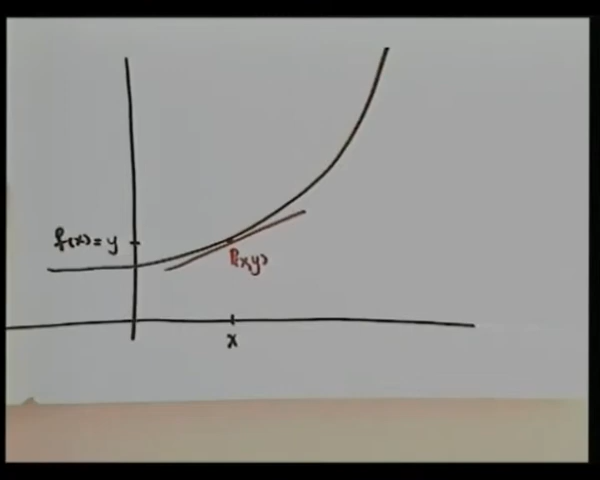 f(x) = y
P(x,y)
x